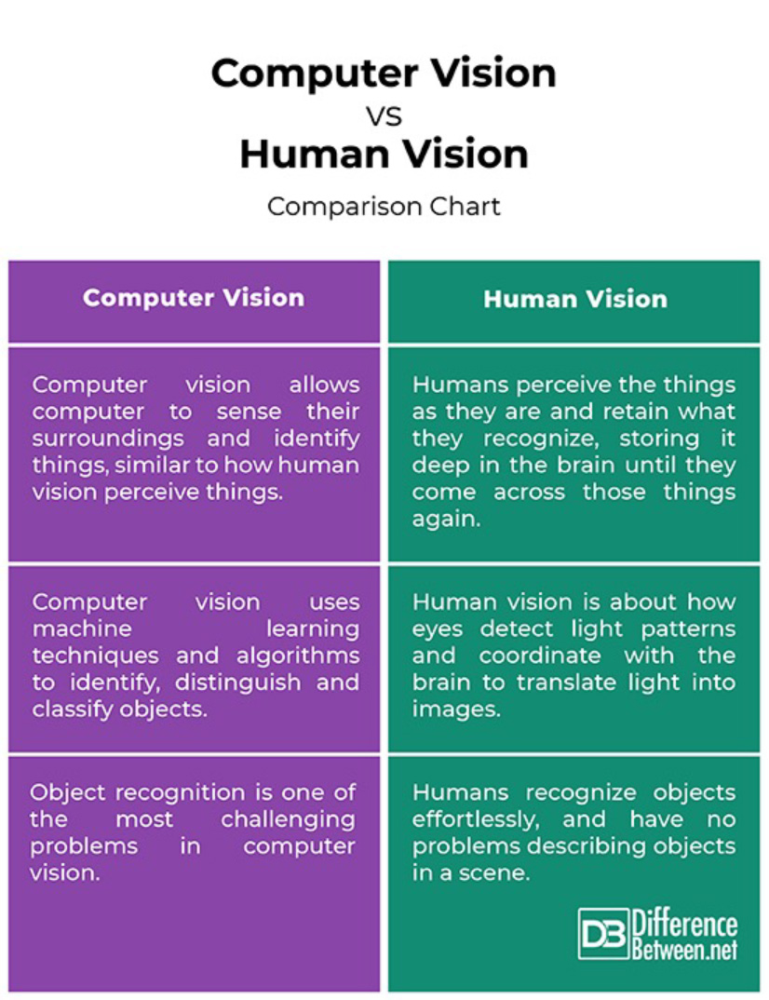 Computer Vision
VS
Human Vision
Comparison Chart
Computer Vision
Human Vision
Computer vision allows
computer to sense their
surroundings and identify
things, similar to how human
vision perceive things.
Humans perceive the things
as they are and retain what
they recognize, storing it
deep in the brain until they
come across those things
again.
Computer vision uses
machine learning
techniques and algorithms
to identify, distinguish and
classify objects.
Human vision is about how
eyes detect light patterns
and coordinate with the
brain to translate light into
images.
Object recognition is one of
the most challenging
problems in computer
vision.
Humans recognize objects
effortlessly, and have no
problems describing objects
in a scene.
DB Difference
Between.net